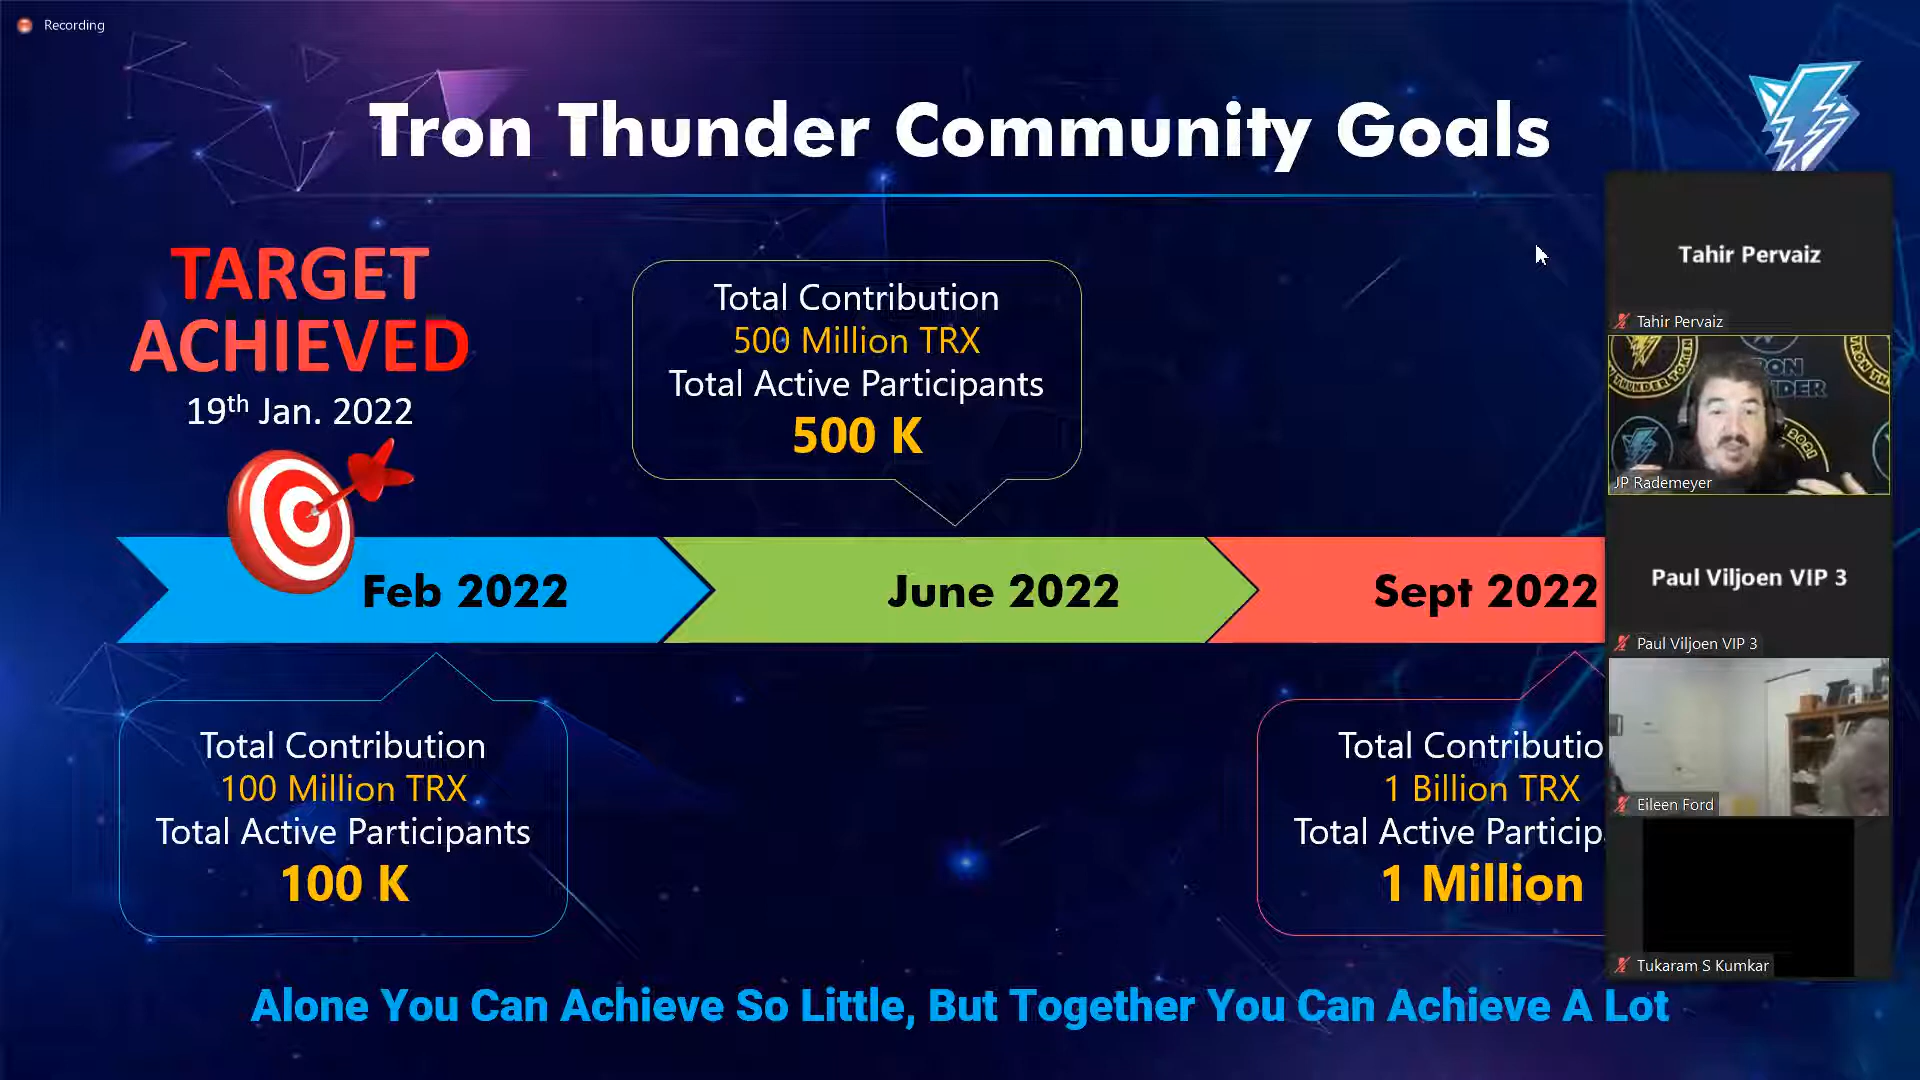 Recording
Tron Thunder Community Goals
TARGET
ACHIEVED
19th Jan. 2022
Total Contribution
500 Million TRX
Total Active Participants
500 K
Feb 2022
June 2022
Sept 2022
Total Contribution
100 Million TRX
Total Active Participants
100 K
Total Contributio
1 Billion TRX
Total Active Particip
1 Million
Alone You Can Achieve So Little, But Together You Can Achieve A Lot
Tahir Pervaiz
Tahir Pervaiz
JP Rademeyer
Paul Viljoen VIP 3
Paul Viljoen VIP 3
Eileen Ford
Tukaram S Kumkar